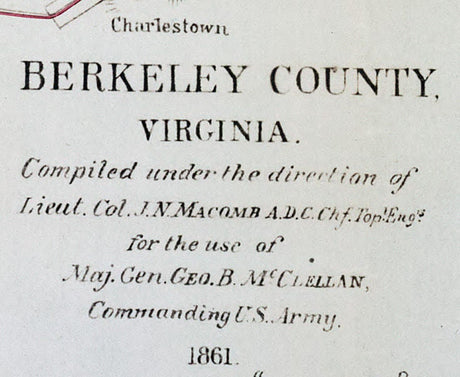 Charlestown
BERKELEY COUNTY,
VIRGINIA.
Compiled under the direction of
Lieut. Col. J.N. MACOMB A.D.C. Chf. Topl. Engs.
for the use of
Maj. Gen. GEO. B. McCLELLAN,
Commanding U.S. Army.
1861.